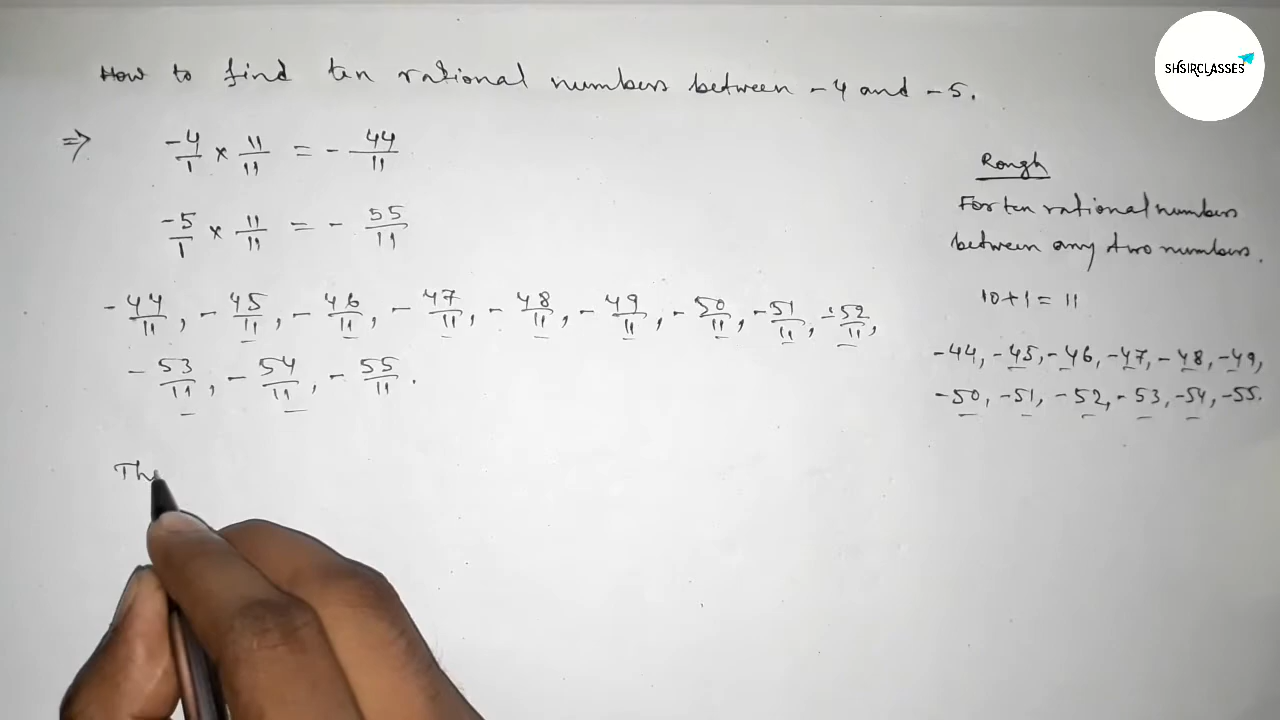 How to find ten rational numbers between -4 and -5.
⇒ -4/1 × 11/11 = - 44/11
-5/1 × 11/11 = - 55/11
- 44/11, - 45/11, - 46/11, - 47/11, - 48/11, - 49/11, - 50/11, - 51/11, - 52/11,
- 53/11, - 54/11, - 55/11.
Th
Rough
For ten rational numbers
between any two numbers.
10+1 = 11
-44, -45, -46, -47, -48, -49,
-50, -51, -52, -53, -54, -55.
SHSIRCLASSES